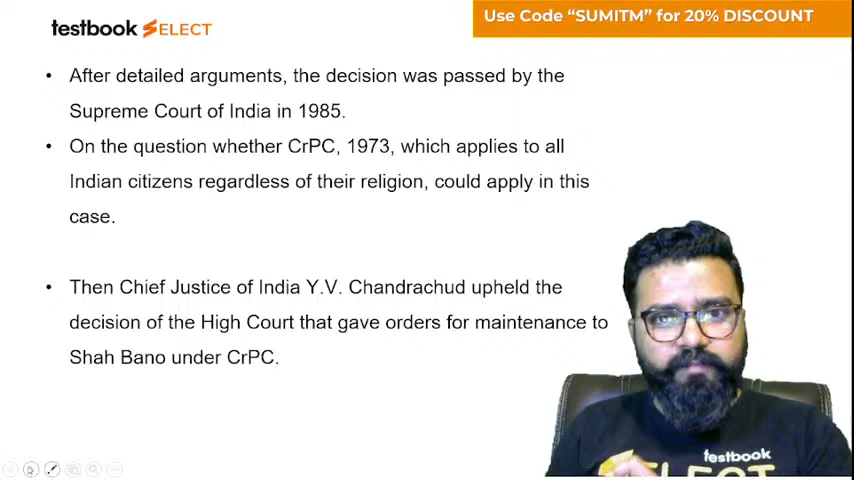 testbook SELECT
Use Code “SUMITM” for 20% DISCOUNT
• After detailed arguments, the decision was passed by the
Supreme Court of India in 1985.
• On the question whether CrPC, 1973, which applies to all
Indian citizens regardless of their religion, could apply in this
case.
• Then Chief Justice of India Y.V. Chandrachud upheld the
decision of the High Court that gave orders for maintenance to
Shah Bano under CrPC.
testbook
SELECT